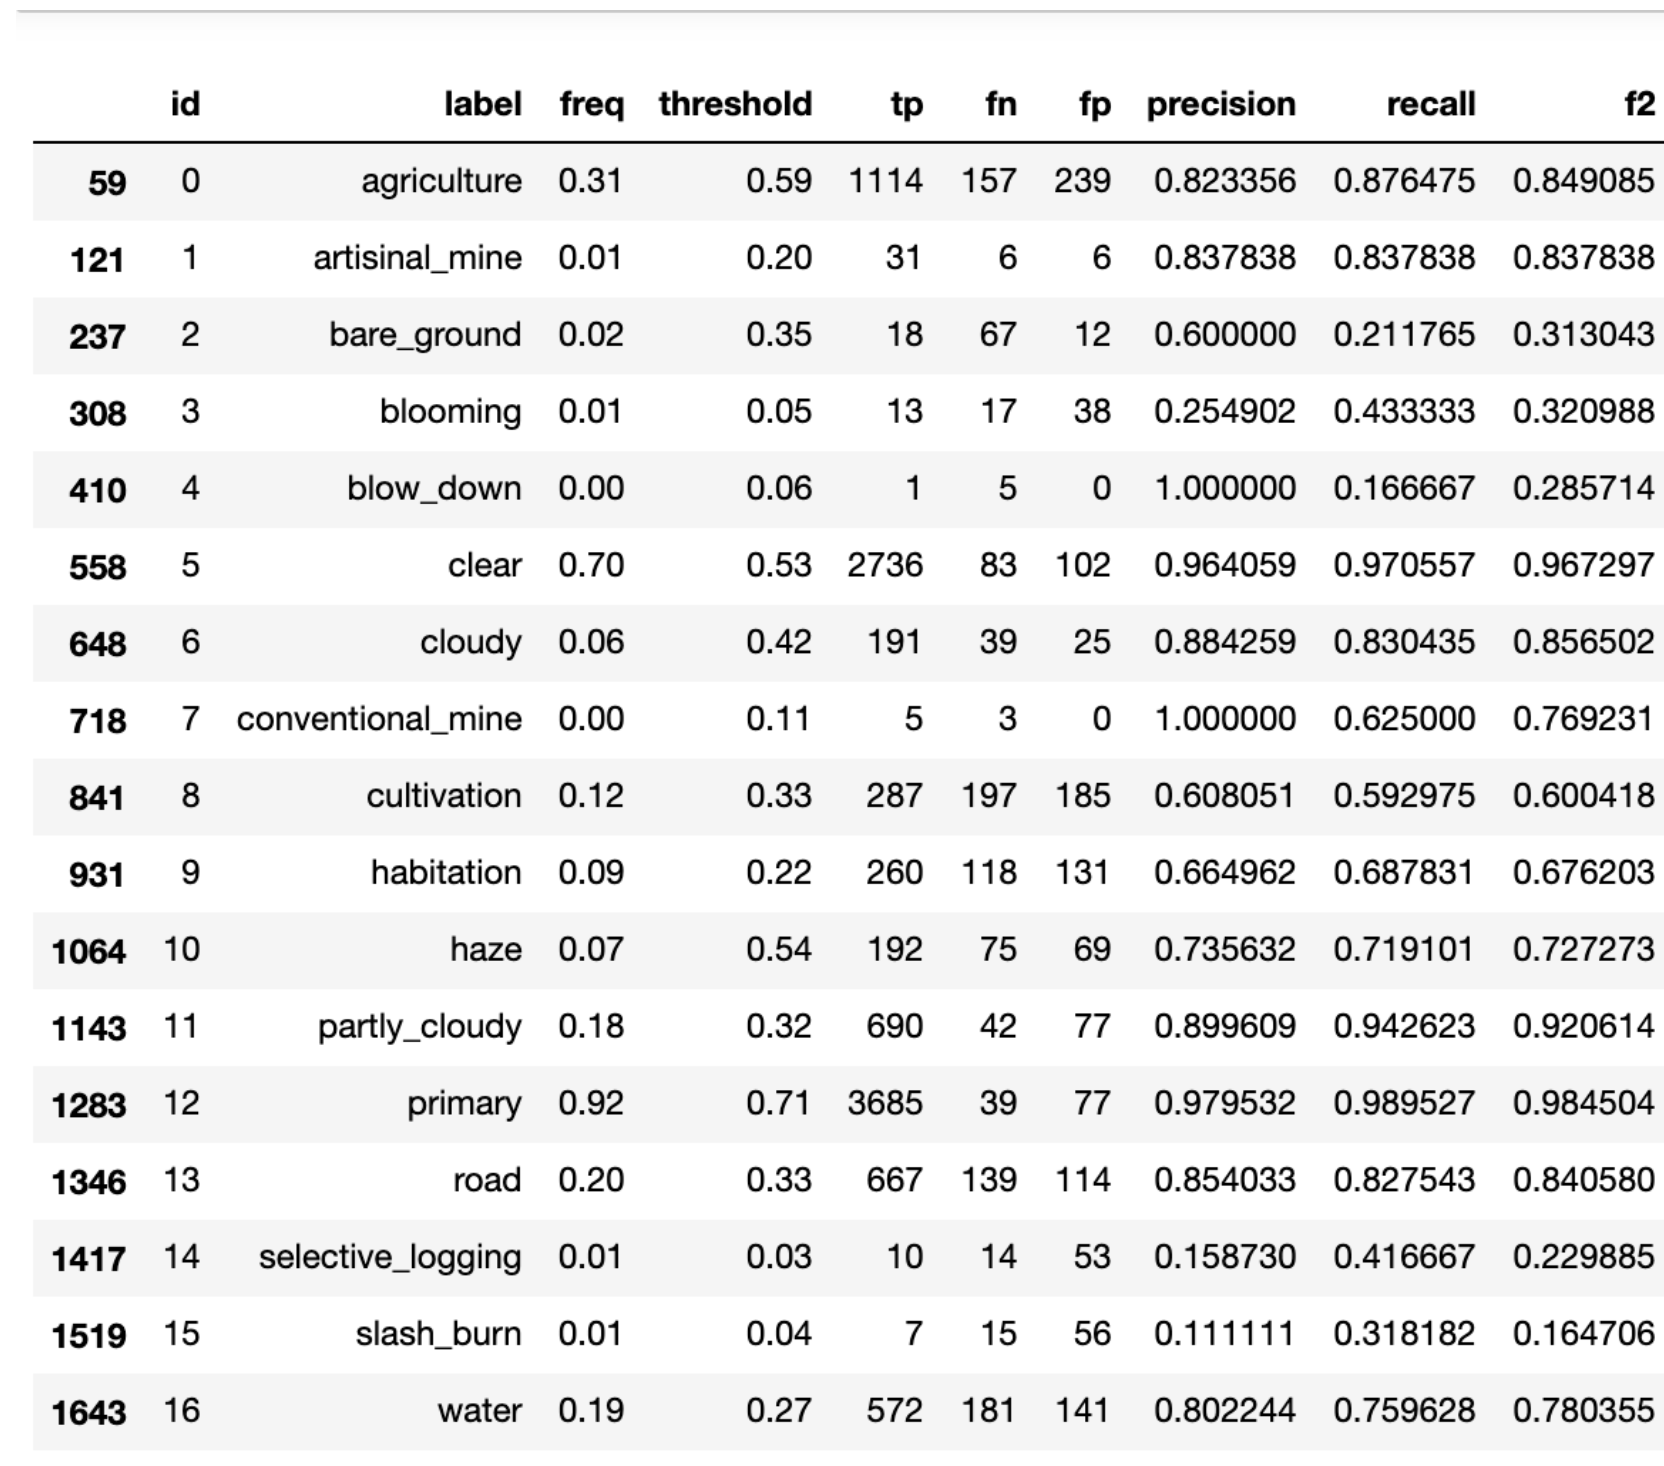 id label freq threshold tp fn fp precision recall f2
59 0 agriculture 0.31 0.59 1114 157 239 0.823356 0.876475 0.849085
121 1 artisinal_mine 0.01 0.20 31 6 6 0.837838 0.837838 0.837838
237 2 bare_ground 0.02 0.35 18 67 12 0.600000 0.211765 0.313043
308 3 blooming 0.01 0.05 13 17 38 0.254902 0.433333 0.320988
410 4 blow_down 0.00 0.06 1 5 0 1.000000 0.166667 0.285714
558 5 clear 0.70 0.53 2736 83 102 0.964059 0.970557 0.967297
648 6 cloudy 0.06 0.42 191 39 25 0.884259 0.830435 0.856502
718 7 conventional_mine 0.00 0.11 5 3 0 1.000000 0.625000 0.769231
841 8 cultivation 0.12 0.33 287 197 185 0.608051 0.592975 0.600418
931 9 habitation 0.09 0.22 260 118 131 0.664962 0.687831 0.676203
1064 10 haze 0.07 0.54 192 75 69 0.735632 0.719101 0.727273
1143 11 partly_cloudy 0.18 0.32 690 42 77 0.899609 0.942623 0.920614
1283 12 primary 0.92 0.71 3685 39 77 0.979532 0.989527 0.984504
1346 13 road 0.20 0.33 667 139 114 0.854033 0.827543 0.840580
1417 14 selective_logging 0.01 0.03 10 14 53 0.158730 0.416667 0.229885
1519 15 slash_burn 0.01 0.04 7 15 56 0.111111 0.318182 0.164706
1643 16 water 0.19 0.27 572 181 141 0.802244 0.759628 0.780355